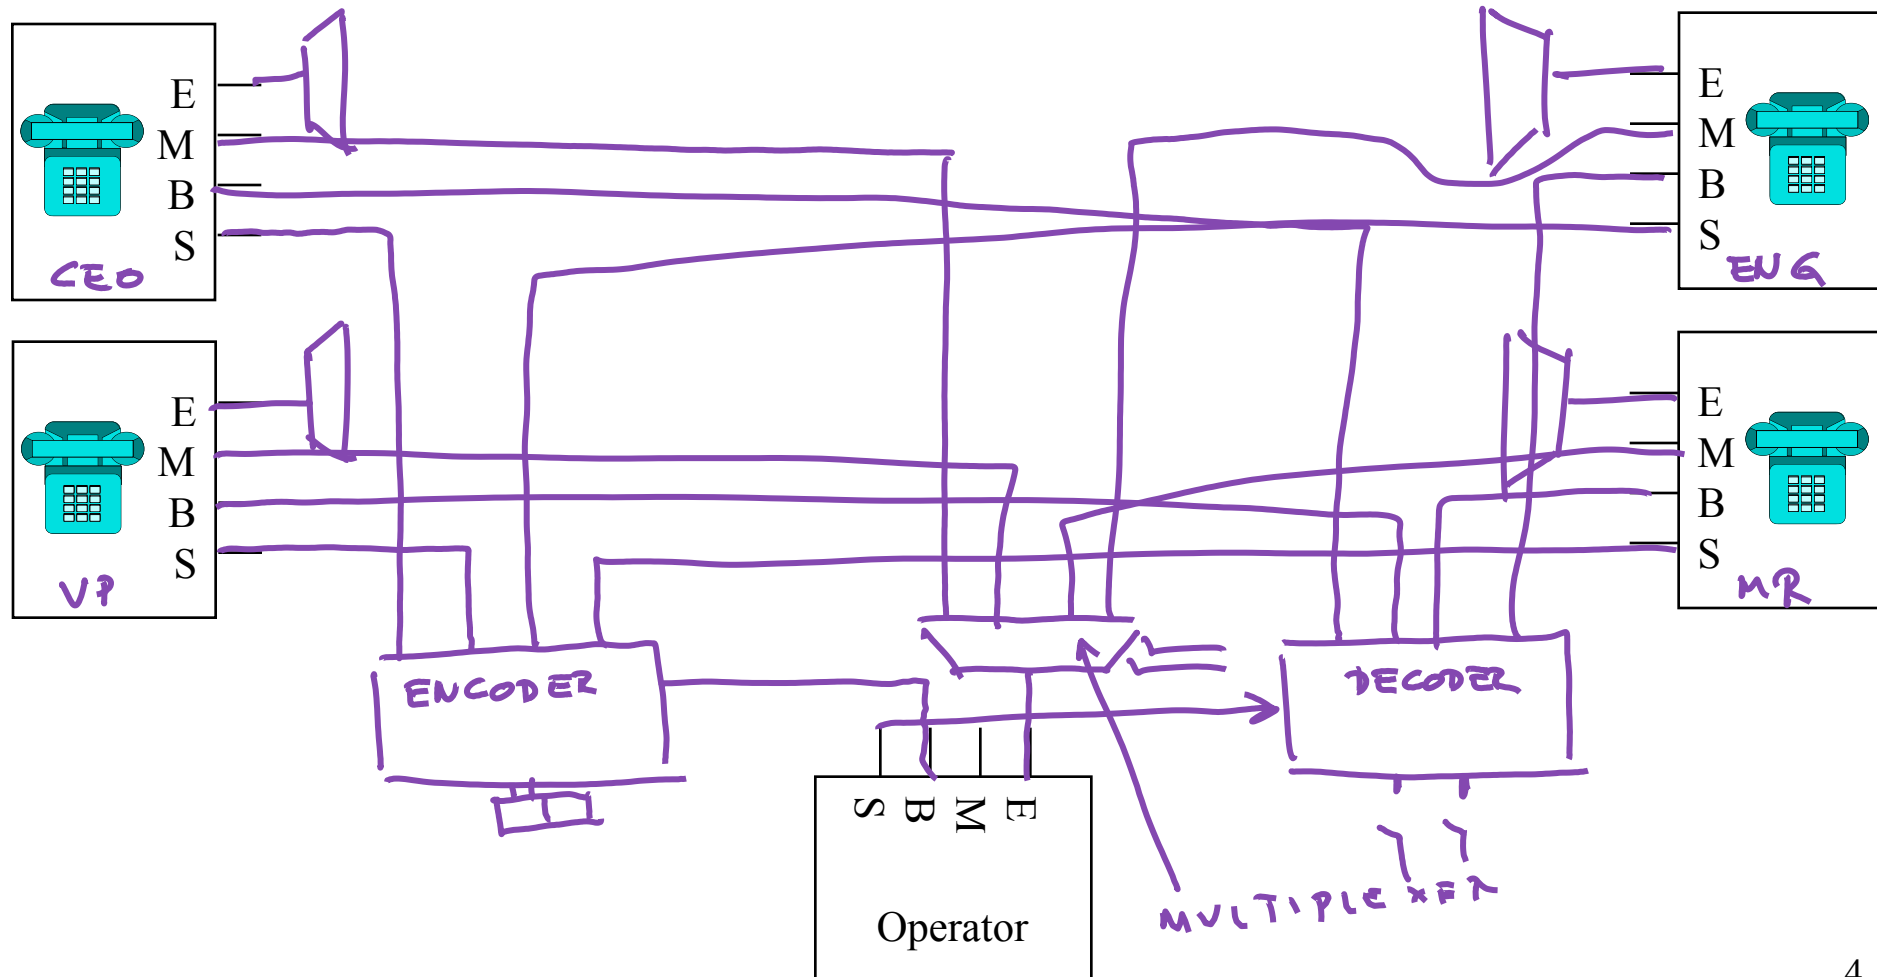 E
M
B
S
CEO
E
M
B
S
ENG
E
M
B
S
VP
E
M
B
S
MR
ENCODER
DECODER
S B M E
Operator
MULTIPLEXER
4